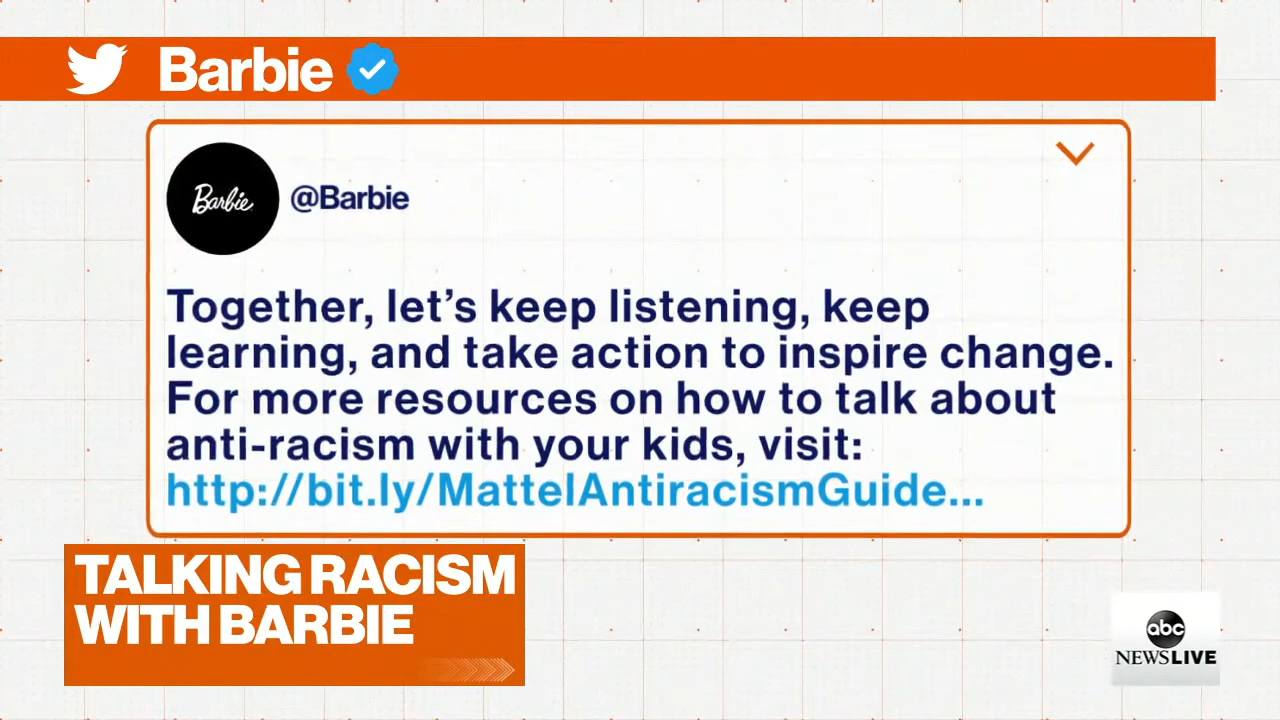 Barbie
Barbie
@Barbie
Together, let's keep listening, keep
learning, and take action to inspire change.
For more resources on how to talk about
anti-racism with your kids, visit:
http://bit.ly/MattelAntiracismGuide...
TALKING RACISM
WITH BARBIE
abc
NEWS LIVE